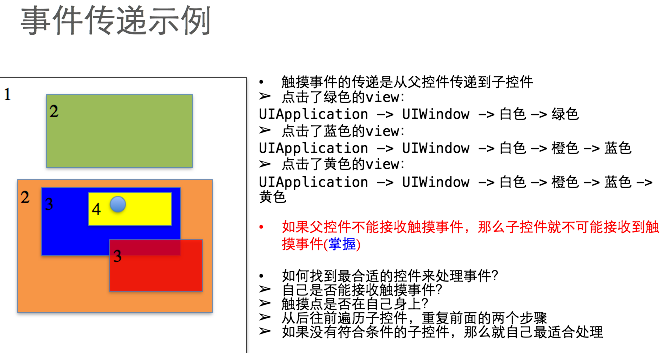 事件传递示例
1
2
2
3
4
3
• 触摸事件的传递是从父控件传递到子控件
➢ 点击了绿色的view:
UIApplication —> UIWindow —> 白色 —> 绿色
➢ 点击了蓝色的view:
UIApplication —> UIWindow —> 白色 —> 橙色 —> 蓝色
➢ 点击了黄色的view:
UIApplication —> UIWindow —> 白色 —> 橙色 —> 蓝色 —>
黄色
• 如果父控件不能接收触摸事件，那么子控件就不可能接收到触
摸事件(掌握)
• 如何找到最合适的控件来处理事件?
➢ 自己是否能接收触摸事件?
➢ 触摸点是否在自己身上?
➢ 从后往前遍历子控件，重复前面的两个步骤
➢ 如果没有符合条件的子控件，那么就自己最适合处理